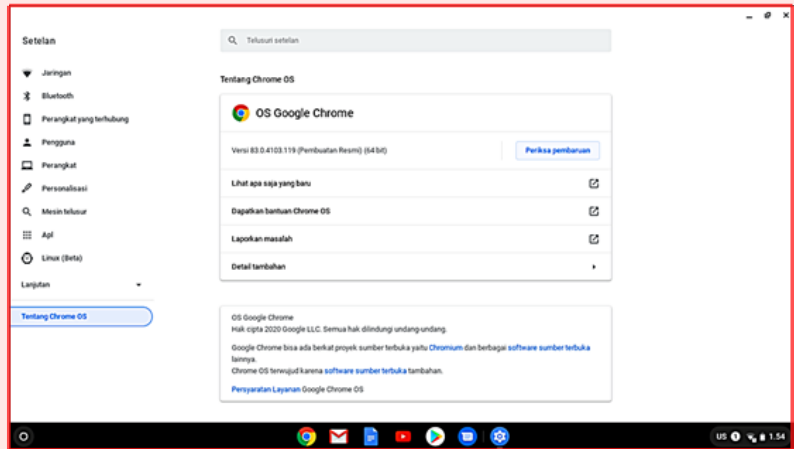 Setelan
Telusuri setelan
Jaringan
Bluetooth
Perangkat yang terhubung
Pengguna
Perangkat
Personalisasi
Mesin telusur
Apl
Linux (Beta)
Lanjutan
Tentang Chrome OS
Tentang Chrome OS
OS Google Chrome
Versi 83.0.4103.119 (Pembuatan Resmi) (64 bit)
Periksa pembaruan
Lihat apa saja yang baru
Dapatkan bantuan Chrome OS
Laporkan masalah
Detail tambahan
OS Google Chrome
Hak cipta 2020 Google LLC. Semua hak dilindungi undang-undang.
Google Chrome bisa ada berkat proyek sumber terbuka yaitu Chromium dan berbagai software sumber terbuka
lainnya.
Chrome OS terwujud karena software sumber terbuka tambahan.
Persyaratan Layanan Google Chrome OS
US 1 1.54